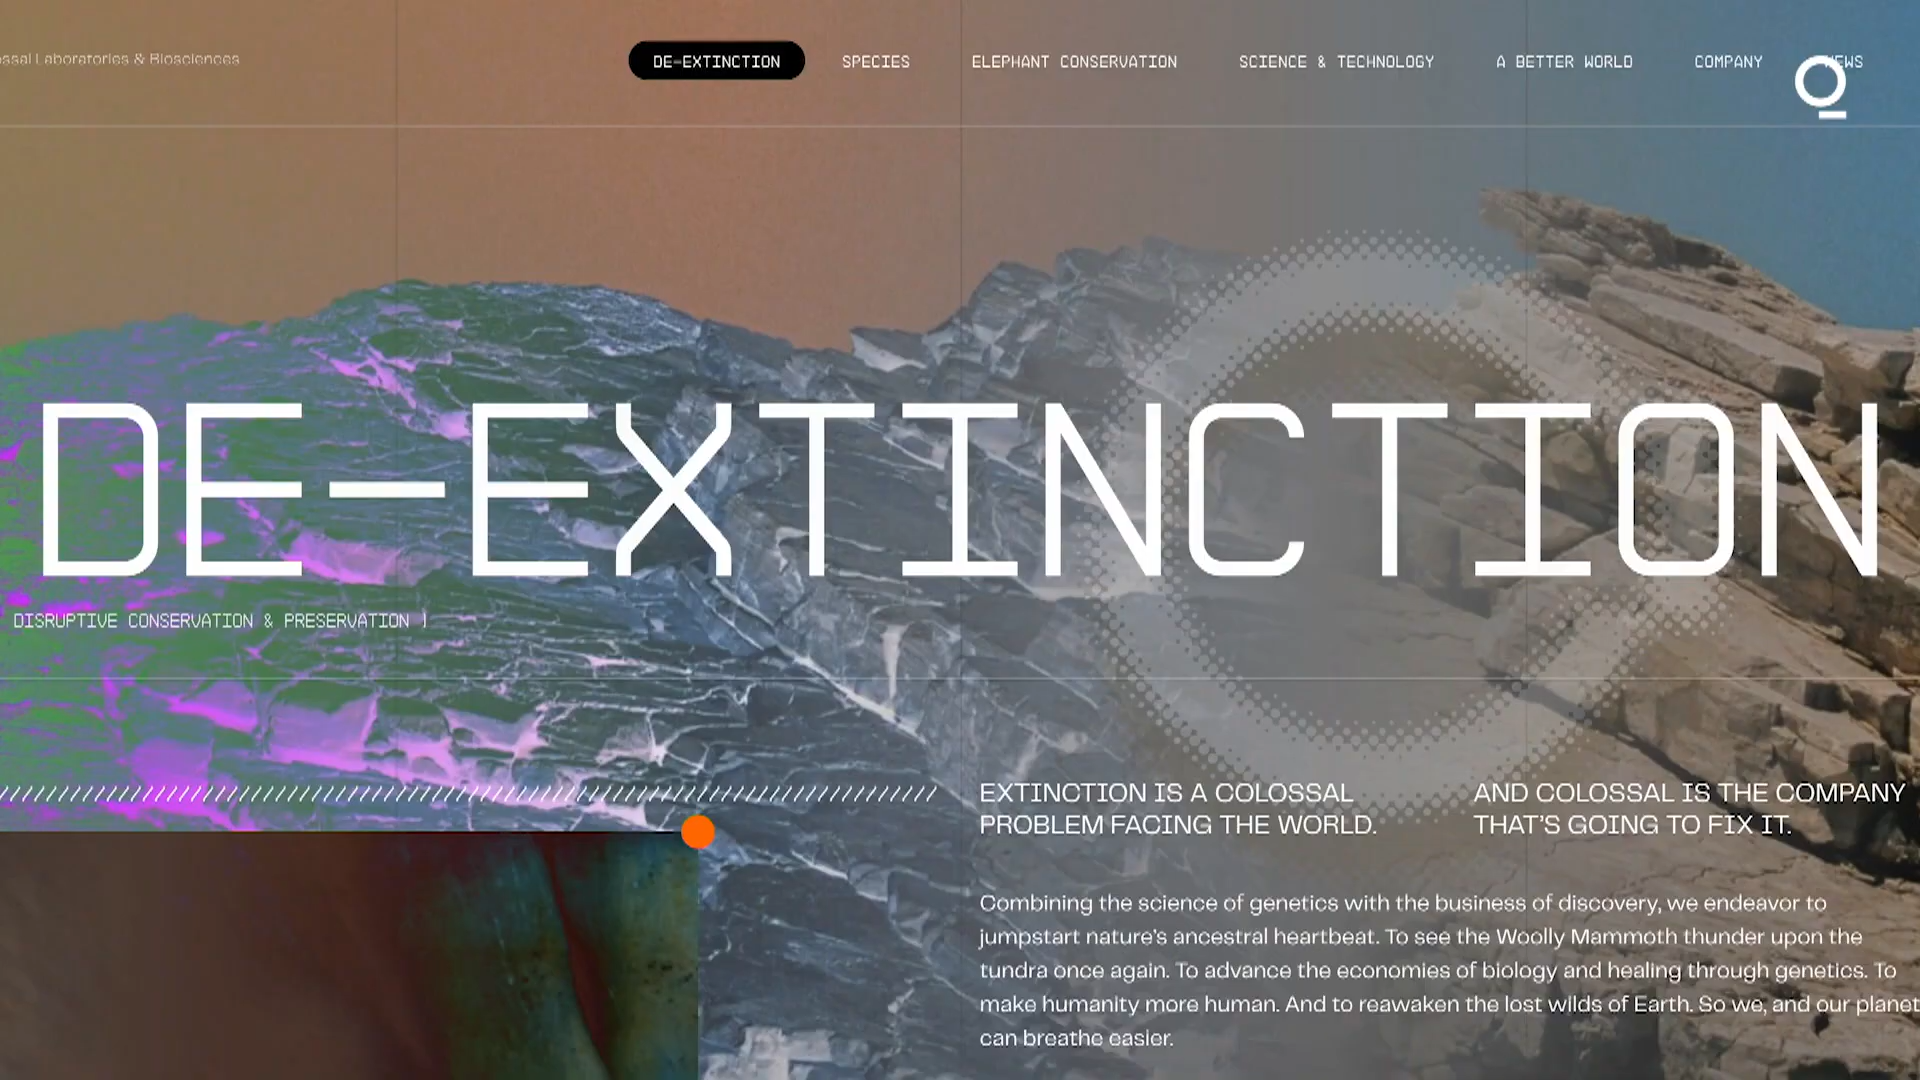 Laboratories & Biosciences
DE-EXTINCTION
SPECIES
ELEPHANT CONSERVATION
SCIENCE & TECHNOLOGY
A BETTER WORLD
COMPANY
DE-EXTINCTION
DISRUPTIVE CONSERVATION & PRESERVATION
EXTINCTION IS A COLOSSAL
PROBLEM FACING THE WORLD.
AND COLOSSAL IS THE COMPANY
THAT'S GOING TO FIX IT.
Combining the science of genetics with the business of discovery, we endeavor to
jumpstart nature's ancestral heartbeat. To see the Woolly Mammoth thunder upon the
tundra once again. To advance the economies of biology and healing through genetics. To
make humanity more human. And to reawaken the lost wilds of Earth. So we, and our planet
can breathe easier.